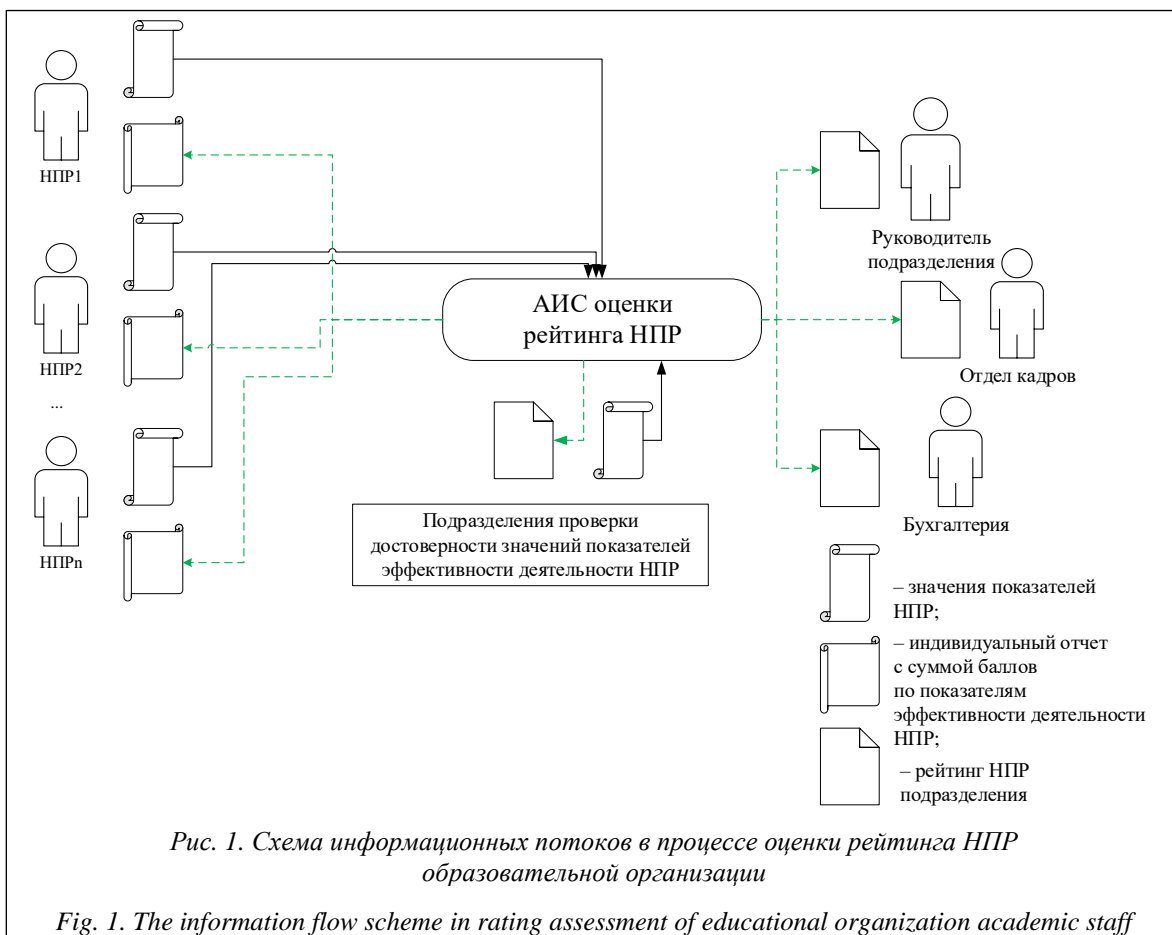 НПР1
НПР2
...
НПРn
АИС оценки
рейтинга НПР
Подразделения проверки
достоверности значений показателей
эффективности деятельности НПР
Руководитель
подразделения
Отдел кадров
Бухгалтерия
– значения показателей
НПР;
– индивидуальный отчет
с суммой баллов
по показателям
эффективности деятельности
НПР;
– рейтинг НПР
подразделения
Рис. 1. Схема информационных потоков в процессе оценки рейтинга НПР
образовательной организации
Fig. 1. The information flow scheme in rating assessment of educational organization academic staff